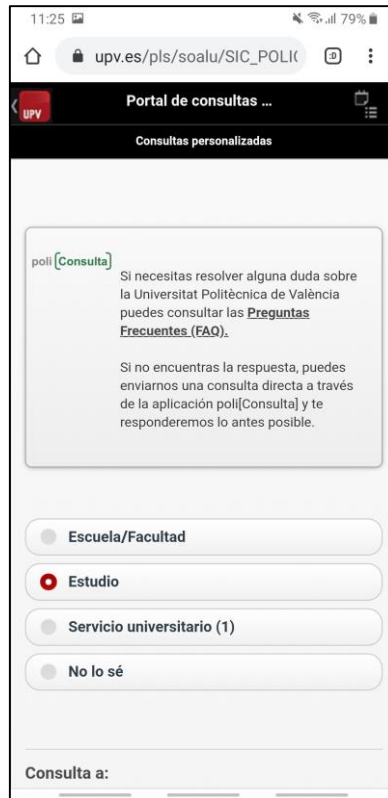 11:25 79%
upv.es/pls/soalu/SIC_POLI( :D
UPV Portal de consultas ...
Consultas personalizadas
poli[Consulta]
Si necesitas resolver alguna duda sobre
la Universitat Politècnica de València
puedes consultar las Preguntas
Frecuentes (FAQ).
Si no encuentras la respuesta, puedes
enviarnos una consulta directa a través
de la aplicación poli[Consulta] y te
responderemos lo antes posible.
Escuela/Facultad
Estudio
Servicio universitario (1)
No lo sé
Consulta a: